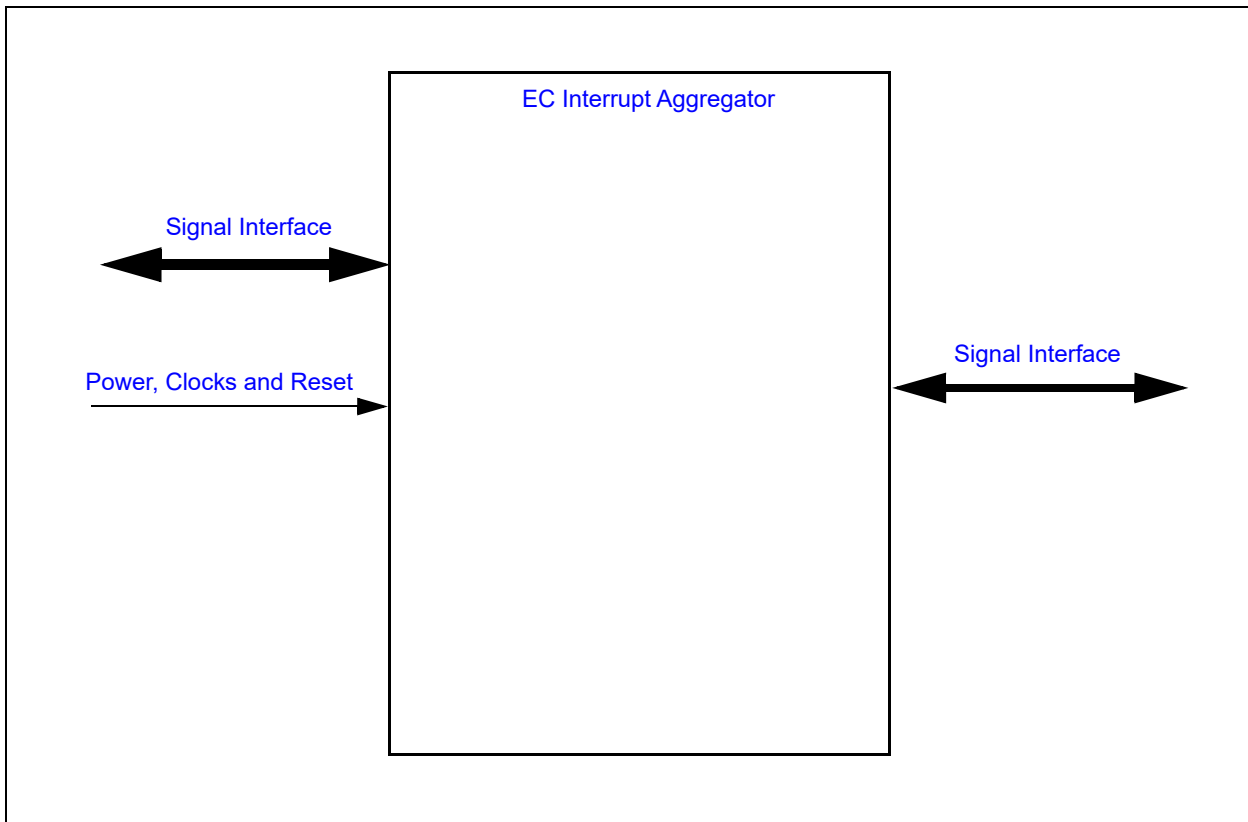 EC Interrupt Aggregator
Signal Interface
Signal Interface
Power, Clocks and Reset